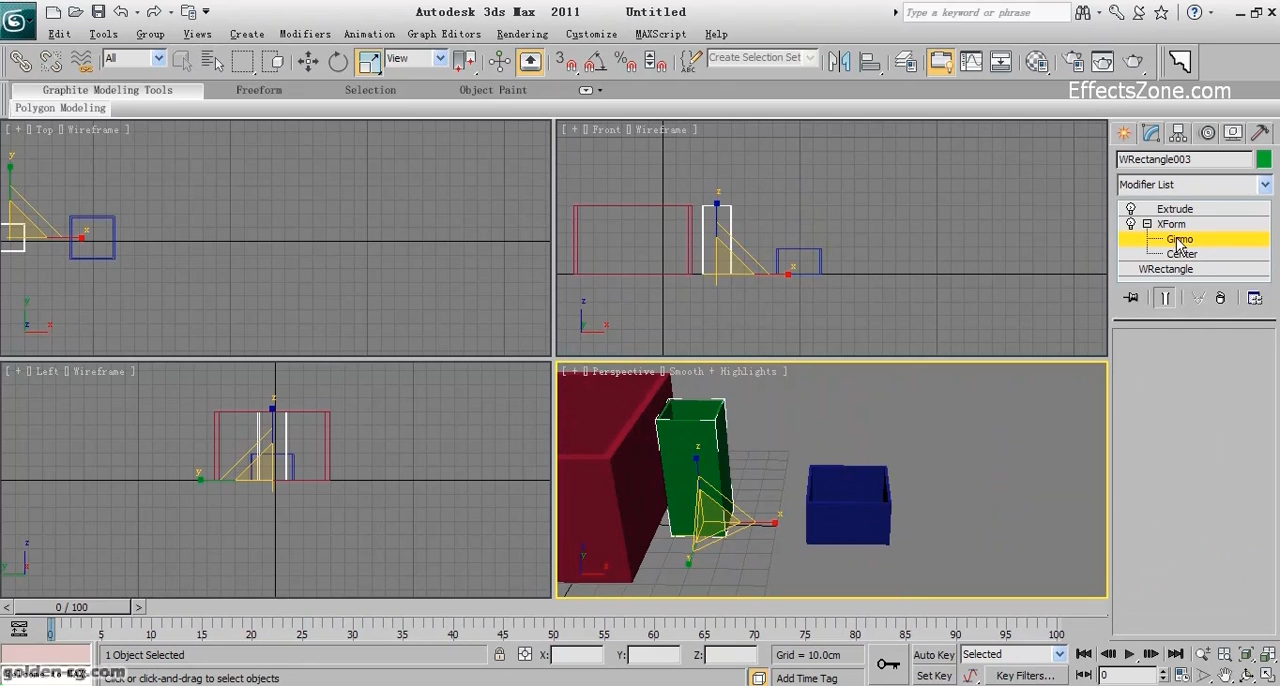 Autodesk 3ds Max 2011 Untitled
Type a keyword or phrase
Edit Tools Group Views Create Modifiers Animation Graph Editors Rendering Customize MAXScript Help
All View 3 ABC Create Selection Set
Graphite Modeling Tools Freeform Selection Object Paint
EffectsZone.com
Polygon Modeling
[ + [] Top [] Wireframe ]
[ + [] Front [] Wireframe ]
WRectangle003
Modifier List
Extrude
XForm
Gizmo
Center
WRectangle
[ + [] Left [] Wireframe ]
[ + [] Perspective [] Smooth + Highlights ]
< 0 / 100 >
0 5 10 15 20 25 30 35 40 45 50 55 60 65 70 75 80 85 90 95 100
1 Object Selected X: Y: Z: Grid = 10.0cm Auto Key Selected
golden-rg.com
Click or click-and-drag to select objects Add Time Tag Set Key Key Filters... 0